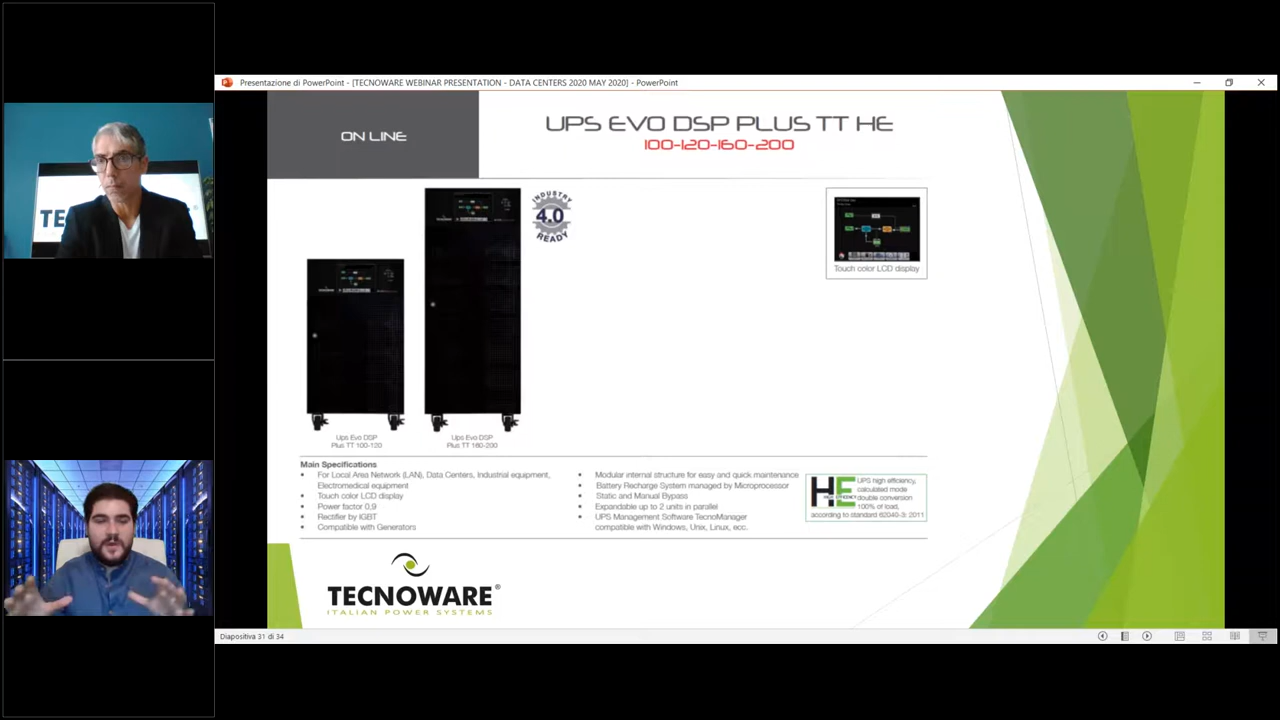 Presentazione di PowerPoint - [TECNOWARE WEBINAR PRESENTATION - DATA CENTERS 2020 MAY 2020] - PowerPoint
ON LINE
UPS EVO DSP PLUS TT HE
100-120-160-200
INDUSTRY
4.0
READY
Touch color LCD display
Ups Evo DSP
Plus TT 100-120
Ups Evo DSP
Plus TT 160-200
Main Specifications
• For Local Area Network (LAN), Data Centers, Industrial equipment,
Electromedical equipment
• Touch color LCD display
• Power factor 0,9
• Rectifier by IGBT
• Compatible with Generators
• Modular internal structure for easy and quick maintenance
• Battery Recharge System managed by Microprocessor
• Static and Manual Bypass
• Expandable up to 2 units in parallel
• UPS Management Software TecnoManager
compatible with Windows, Unix, Linux, ecc.
HE
HIGH EFFICIENCY
UPS high efficiency,
calculated mode
double conversion
100% of load,
according to standard 62040-3: 2011
TECNOWARE®
ITALIAN POWER SYSTEMS
Diapositiva 31 di 34